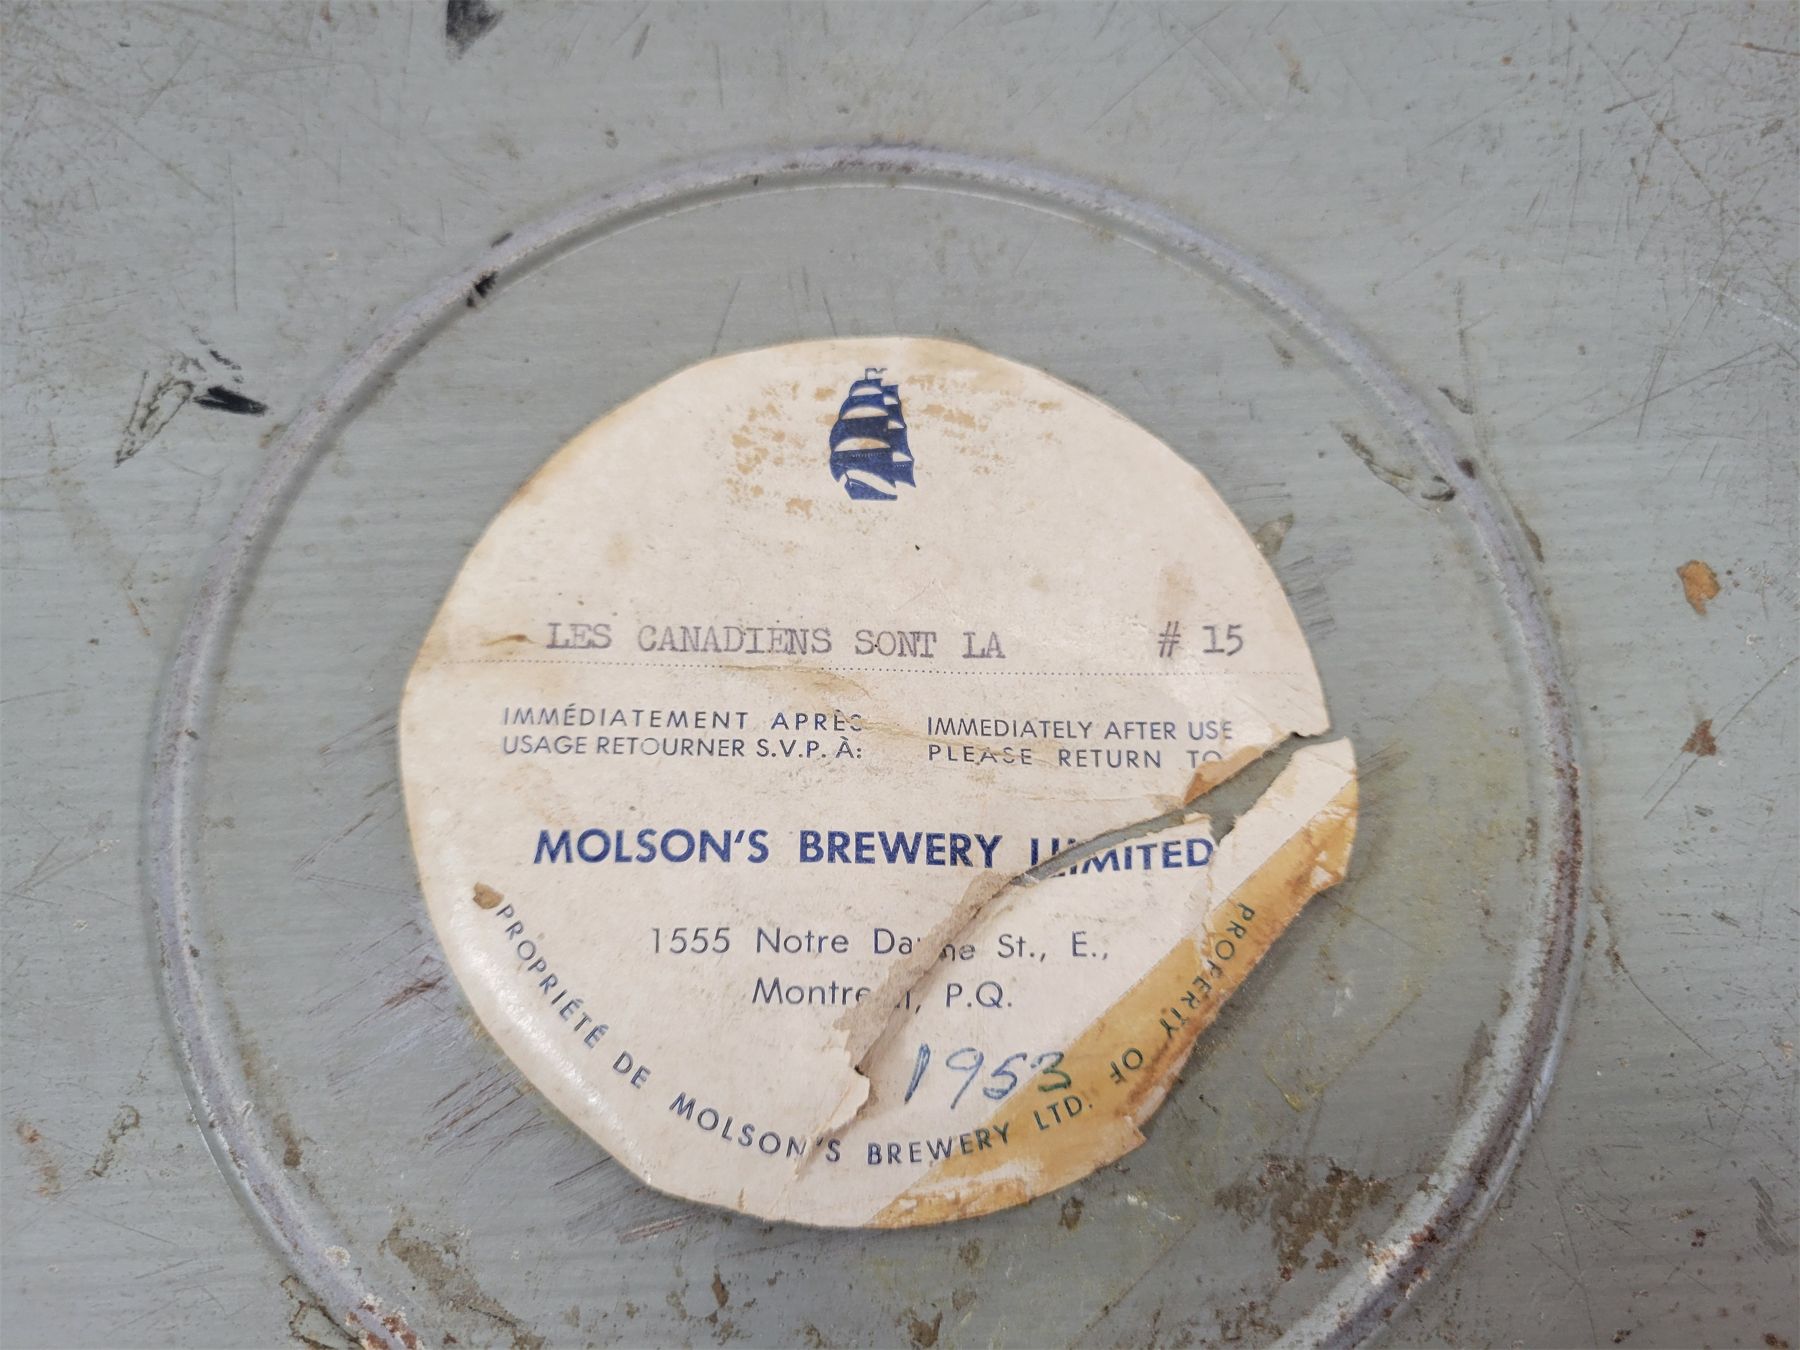 LES CANADIENS SONT LA # 15
IMMÉDIATEMENT APRÈS
USAGE RETOURNER S.V.P. À:
IMMEDIATELY AFTER USE
PLEASE RETURN TO
MOLSON'S BREWERY LIMITED
1555 Notre Dame St., E.,
Montreal, P.Q.
1953
PROPRIÉTÉ DE MOLSON'S BREWERY LTD.
PROPERTY OF